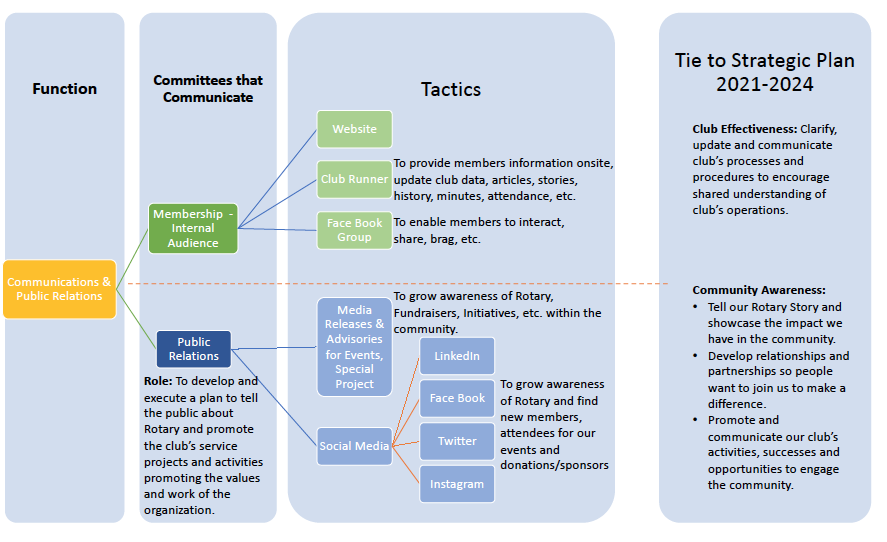 Function
Communications &
Public Relations
Committees that
Communicate
Membership -
Internal
Audience
Public
Relations
Role: To develop and
execute a plan to tell
the public about
Rotary and promote
the club's service
projects and activities
promoting the values
and work of the
organization.
Tactics
Website
Club Runner
To provide members information onsite,
update club data, articles, stories,
history, minutes, attendance, etc.
Face Book
Group
To enable members to interact,
share, brag, etc.
Media
Releases &
Advisories
for Events,
Special
Project
To grow awareness of Rotary,
Fundraisers, Initiatives, etc. within the
community.
Social Media
LinkedIn
Face Book
Twitter
Instagram
To grow awareness
of Rotary and find
new members,
attendees for our
events and
donations/sponsors
Tie to Strategic Plan
2021-2024
Club Effectiveness: Clarify,
update and communicate
club's processes and
procedures to encourage
shared understanding of
club's operations.
Community Awareness:
• Tell our Rotary Story and
showcase the impact we
have in the community.
• Develop relationships and
partnerships so people
want to join us to make a
difference.
• Promote and
communicate our club's
activities, successes and
opportunities to engage
the community.